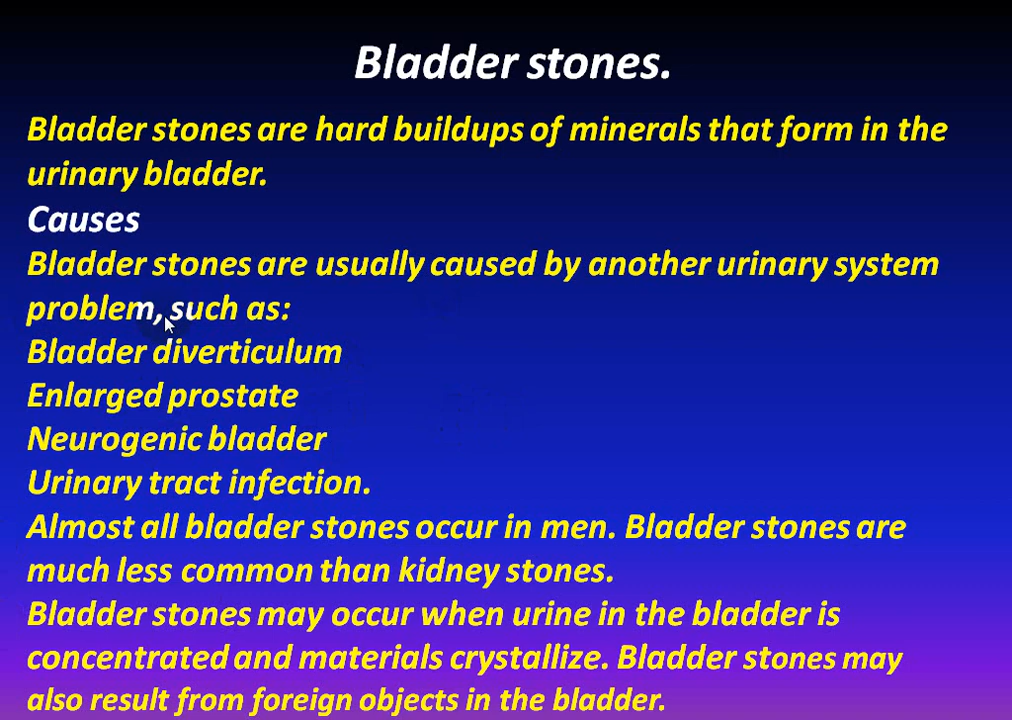 Bladder stones.
Bladder stones are hard buildups of minerals that form in the
urinary bladder.
Causes
Bladder stones are usually caused by another urinary system
problem, such as:
Bladder diverticulum
Enlarged prostate
Neurogenic bladder
Urinary tract infection.
Almost all bladder stones occur in men. Bladder stones are
much less common than kidney stones.
Bladder stones may occur when urine in the bladder is
concentrated and materials crystallize. Bladder stones may
also result from foreign objects in the bladder.